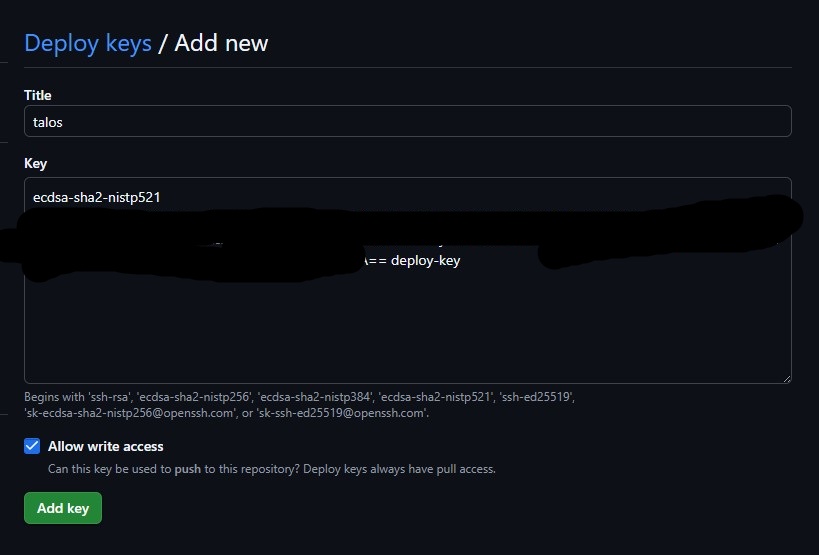 Deploy keys / Add new
Title
talos
Key
ecdsa-sha2-nistp521
== deploy-key
Begins with 'ssh-rsa', 'ecdsa-sha2-nistp256', 'ecdsa-sha2-nistp384', 'ecdsa-sha2-nistp521', 'ssh-ed25519',
'sk-ecdsa-sha2-nistp256@openssh.com', or 'sk-ssh-ed25519@openssh.com'.
Allow write access
Can this key be used to push to this repository? Deploy keys always have pull access.
Add key